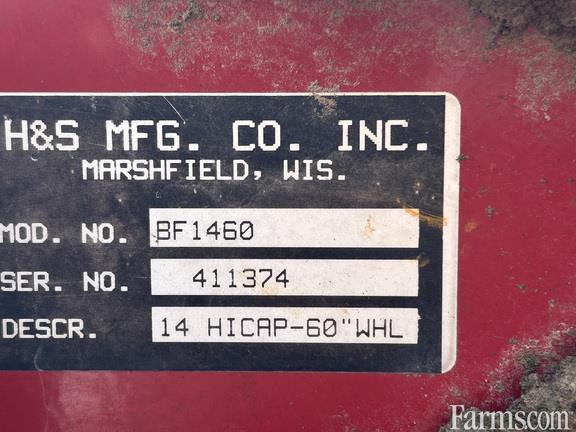 H&S MFG. CO. INC.
MARSHFIELD, WIS.
MOD. NO. BF1460
SER. NO. 411374
DESCR. 14 HICAP-60"WHL
Farms.com